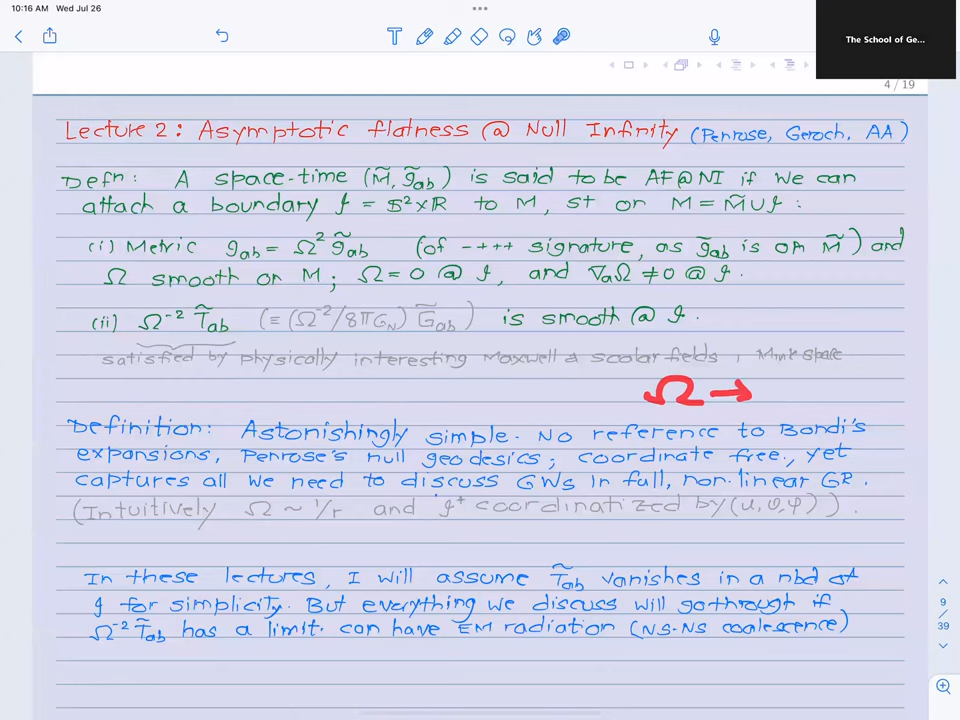 10:16 AM Wed Jul 26
The School of Ge...
4 / 19
Lecture 2: Asymptotic flatness @ Null Infinity (Penrose, Geroch, AA)
Defn: A space-time (M̃, g̃ab) is said to be AF@NI if we can
attach a boundary ℐ = S²×ℝ to M, st on M = M̃∪ℐ :
(i) Metric gab = Ω² g̃ab (of -+++ signature, as g̃ab is on M̃) and
Ω smooth on M; Ω = 0 @ ℐ, and ∇aΩ ≠ 0 @ ℐ.
(ii) Ω⁻² T̃ab (≡ (Ω⁻²/8πGN) G̃ab) is smooth @ ℐ.
satisfied by physically interesting Maxwell & scalar fields, Mink space
Ω →
Definition: Astonishingly simple. No reference to Bondi's
expansions, Penrose's null geodesics; coordinate free, yet
captures all we need to discuss GWs in full, non-linear GR.
(Intuitively Ω ~ 1/r and ℐ⁺ coordinatized by (u,θ,φ)).
In these lectures, I will assume T̃ab vanishes in a nbd of
ℐ for simplicity. But everything we discuss will go through if
Ω⁻² T̃ab has a limit. can have EM radiation (NS-NS coalescence)
9
/
39